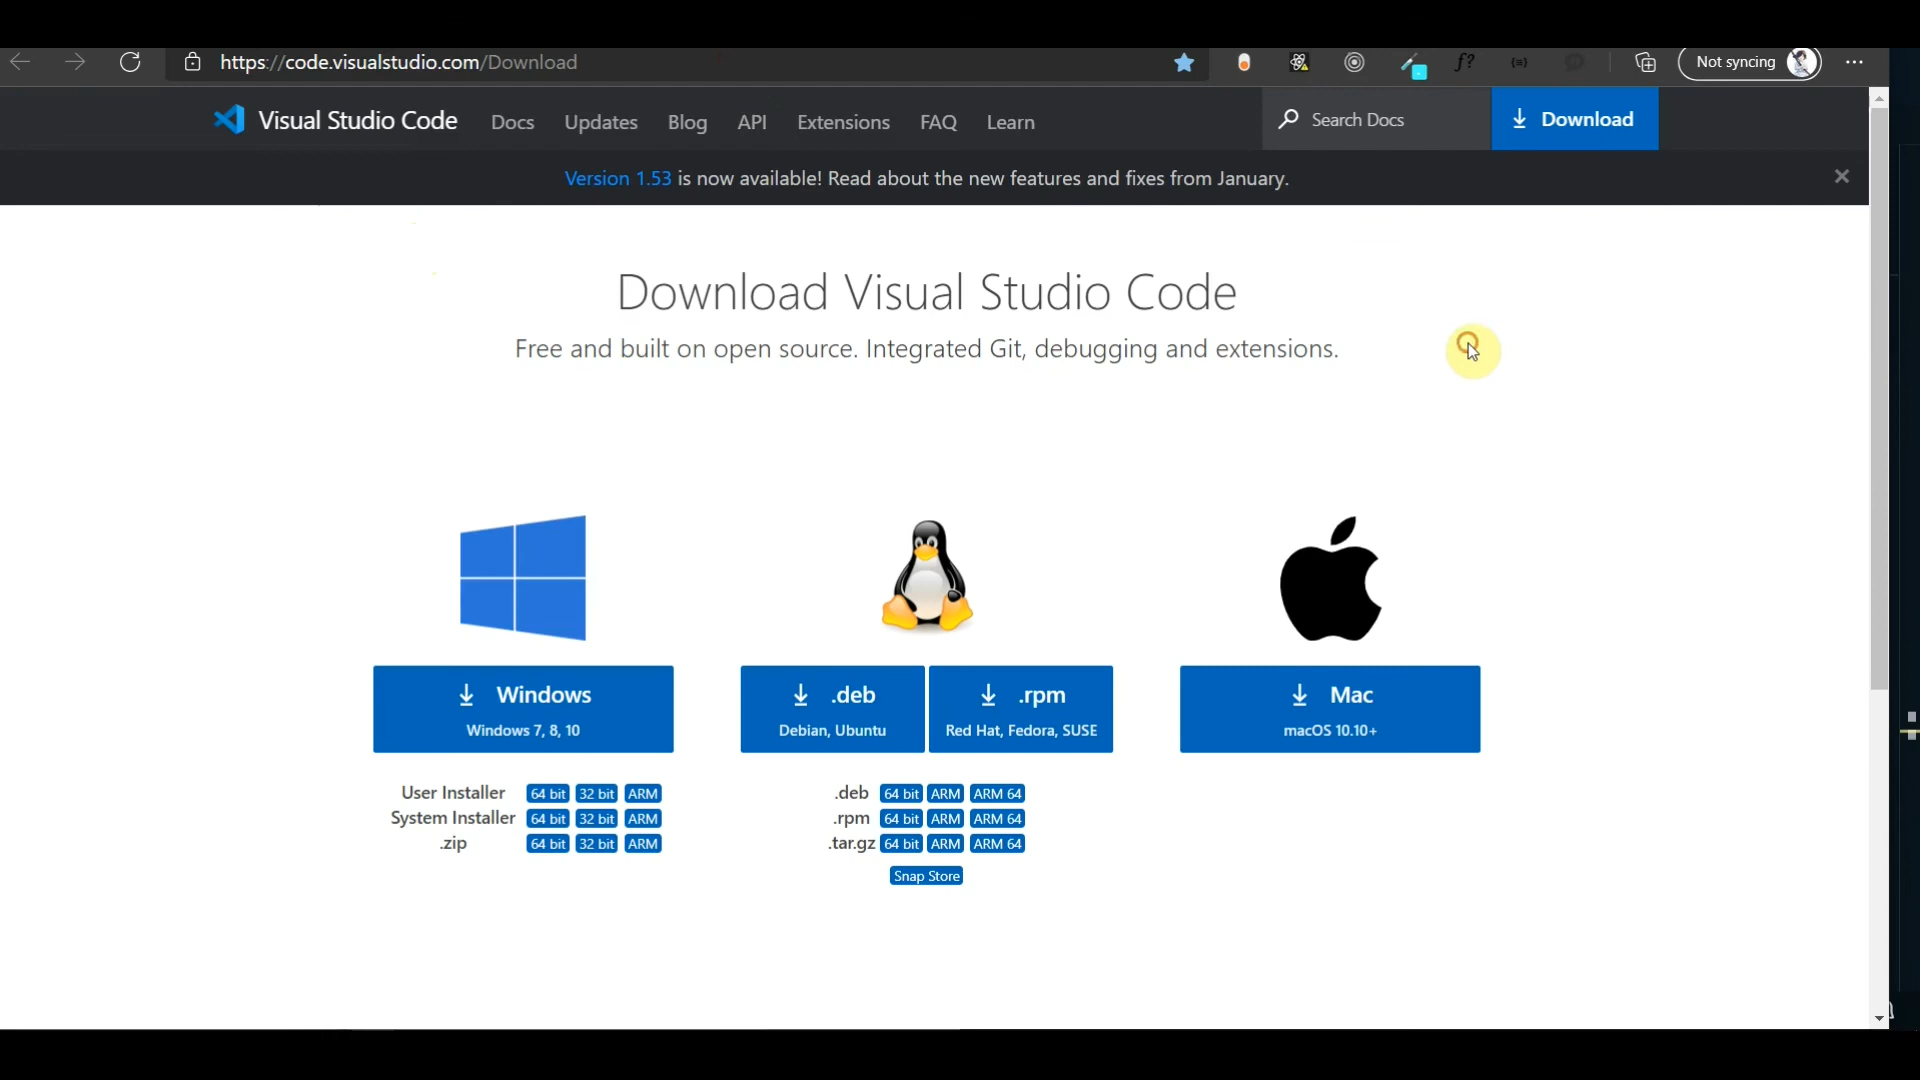 https://code.visualstudio.com/Download
f?
Not syncing
Visual Studio Code Docs Updates Blog API Extensions FAQ Learn
Search Docs
Download
Version 1.53 is now available! Read about the new features and fixes from January.
Download Visual Studio Code
Free and built on open source. Integrated Git, debugging and extensions.
Windows
Windows 7, 8, 10
.deb
Debian, Ubuntu
.rpm
Red Hat, Fedora, SUSE
Mac
macOS 10.10+
User Installer 64 bit 32 bit ARM
System Installer 64 bit 32 bit ARM
.zip 64 bit 32 bit ARM
.deb 64 bit ARM ARM 64
.rpm 64 bit ARM ARM 64
.tar.gz 64 bit ARM ARM 64
Snap Store